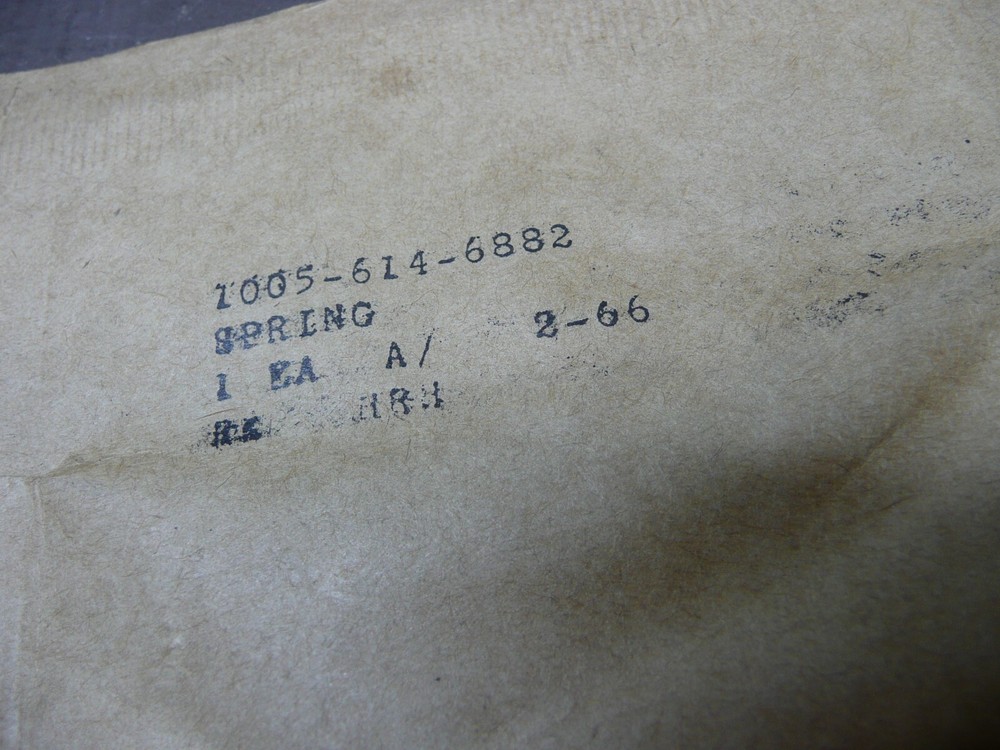 1005-614-6882
SPRING
1 EA A/ 2-66